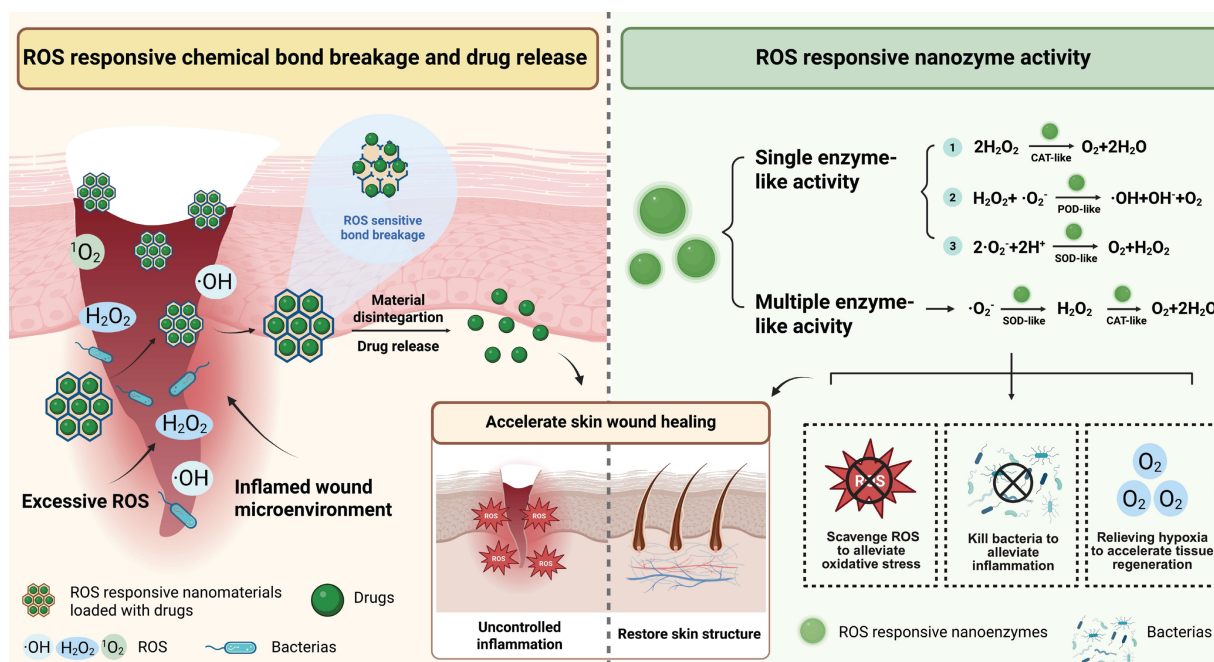 ROS responsive chemical bond breakage and drug release
ROS sensitive
bond breakage
¹O₂
·OH
H₂O₂
Material
disintegartion
Drug release
H₂O₂
·OH
Excessive ROS
Inflamed wound
microenvironment
ROS responsive nanomaterials
loaded with drugs
Drugs
·OH H₂O₂ ¹O₂ ROS
Bacterias
ROS responsive nanozyme activity
Single enzyme-
like activity
1 2H₂O₂ CAT-like O₂+2H₂O
2 H₂O₂+ ·O₂⁻ POD-like ·OH+OH⁻+O₂
3 2·O₂⁻+2H⁺ SOD-like O₂+H₂O₂
Multiple enzyme-
like acivity
·O₂⁻ SOD-like H₂O₂ CAT-like O₂+2H₂O
Accelerate skin wound healing
ROS ROS
ROS ROS
Uncontrolled
inflammation
Restore skin structure
ROS
Scavenge ROS
to alleviate
oxidative stress
Kill bacteria to
alleviate
inflammation
O₂
O₂ O₂
Relieving hypoxia
to accelerate tissue
regeneration
ROS responsive nanoenzymes
Bacterias